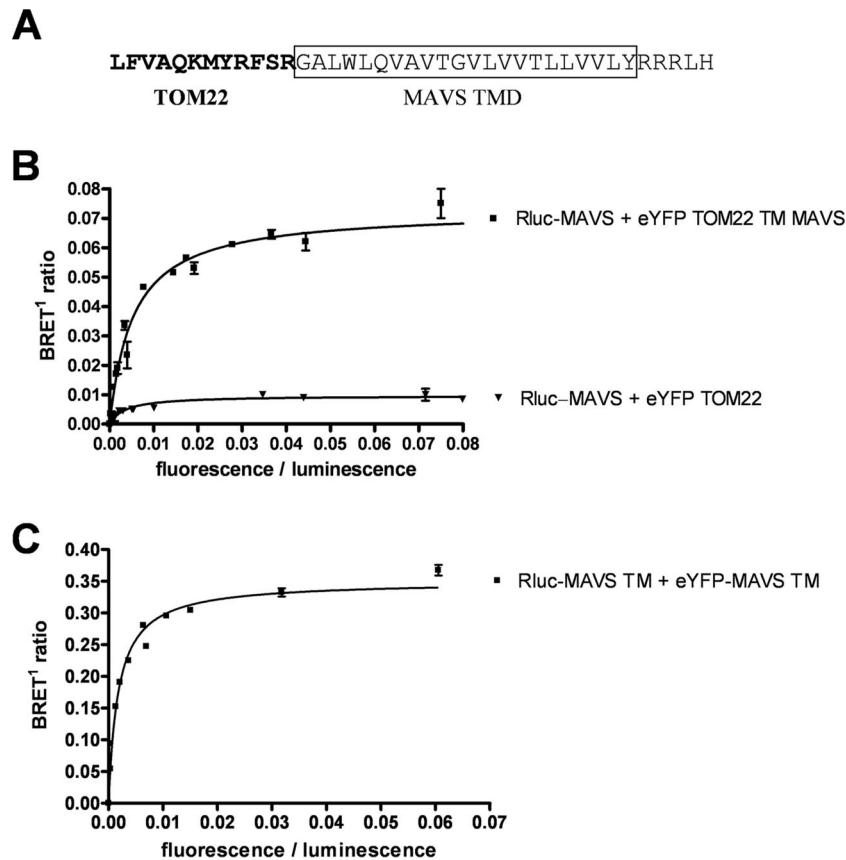 A
LFVAQKMYRFSRGALWLQVAVTGVLVVTLLVVLYRRRLH
TOM22 MAVS TMD
B
0.08
0.07
0.06
0.05
0.04
0.03
0.02
0.01
0.00
BRET¹ ratio
Rluc-MAVS + eYFP TOM22 TM MAVS
Rluc–MAVS + eYFP TOM22
0.00 0.01 0.02 0.03 0.04 0.05 0.06 0.07 0.08
fluorescence / luminescence
C
0.40
0.35
0.30
0.25
0.20
0.15
0.10
0.05
0.00
BRET¹ ratio
Rluc-MAVS TM + eYFP-MAVS TM
0.00 0.01 0.02 0.03 0.04 0.05 0.06 0.07
fluorescence / luminescence